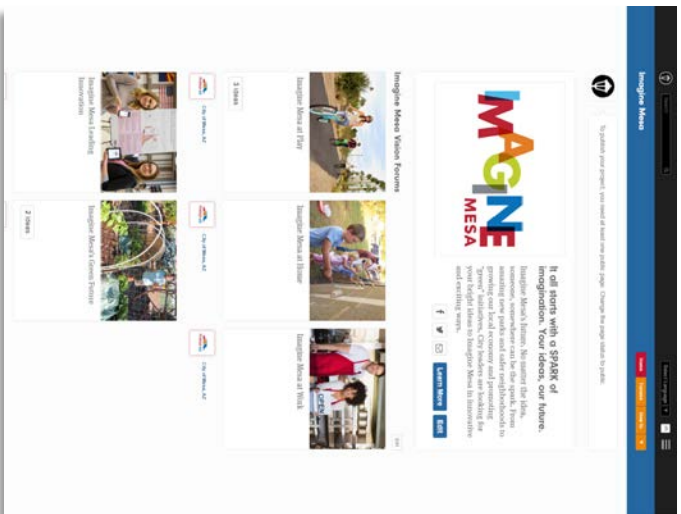 Select Language
Imagine Mesa
To publish your project, you need at least one public page. Change the page status to public.
IMAGINE
MESA
It all starts with a SPARK of
imagination. Your ideas, our future.
Imagine Mesa's future. No matter the idea,
someone, somewhere can be the spark. From
amazing new parks and safer neighborhoods to
growing our local economy and promoting
"green" initiatives, City leaders are looking for
your bright ideas to Imagine Mesa in innovative
and exciting ways.
Learn More
Edit
Imagine Mesa Vision Forums
Imagine Mesa at Play
3 ideas
Imagine Mesa at Home
OPEN
Imagine Mesa at Work
City of Mesa, AZ
City of Mesa, AZ
City of Mesa, AZ
Imagine Mesa Leading
Innovation
Imagine Mesa's Green Future
2 ideas